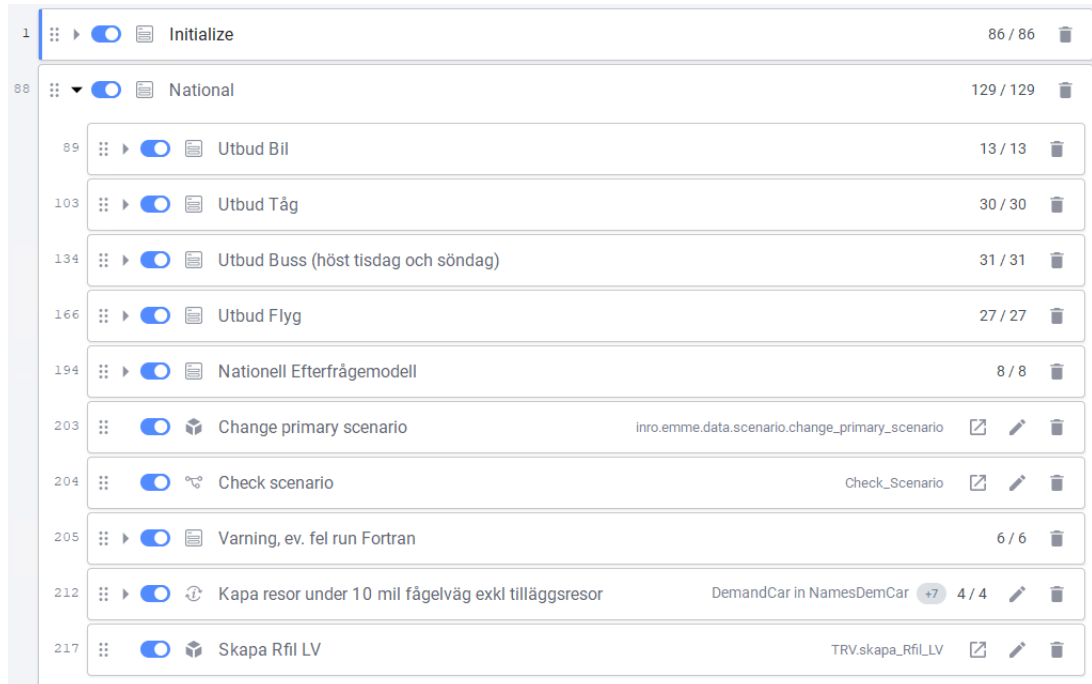 1 Initialize 86 / 86
88 National 129 / 129
89 Utbud Bil 13 / 13
103 Utbud Tåg 30 / 30
134 Utbud Buss (höst tisdag och söndag) 31 / 31
166 Utbud Flyg 27 / 27
194 Nationell Efterfrågemodell 8 / 8
203 Change primary scenario inro.emme.data.scenario.change_primary_scenario
204 Check scenario Check_Scenario
205 Varning, ev. fel run Fortran 6 / 6
212 Kapa resor under 10 mil fågelväg exkl tilläggsresor DemandCar in NamesDemCar +7 4 / 4
217 Skapa Rfil LV TRV.skapa_Rfil_LV